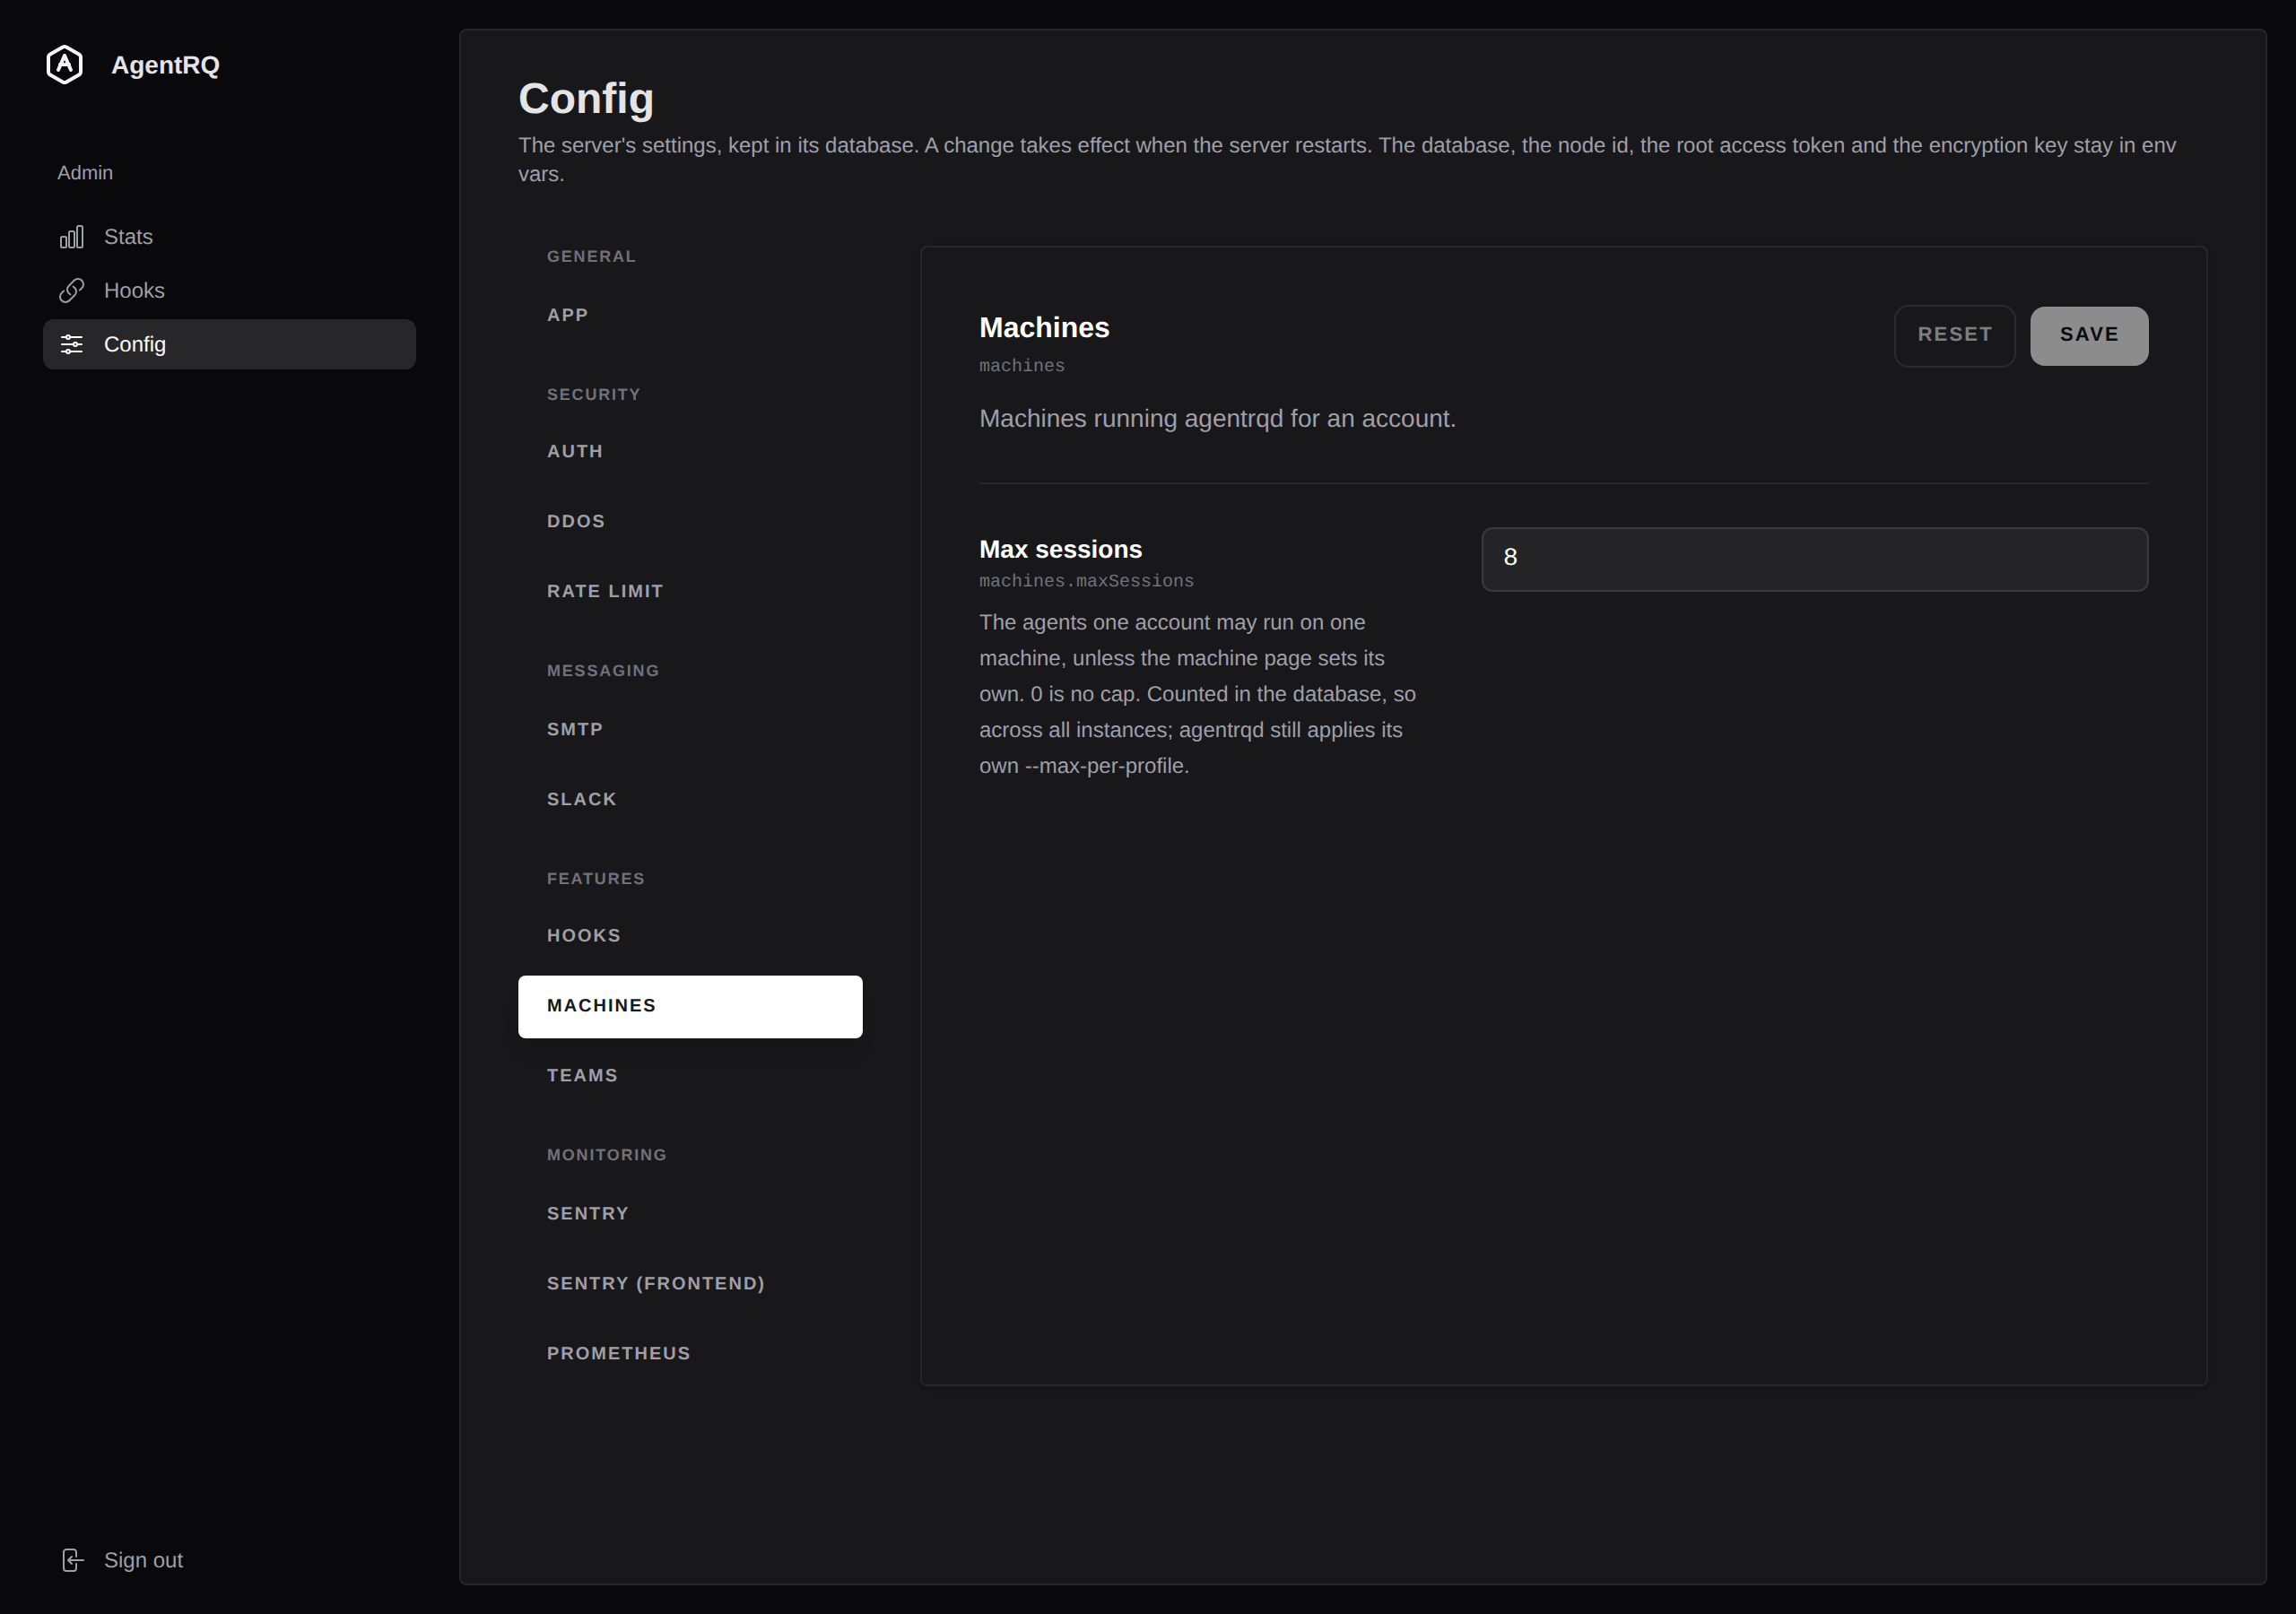 AgentRQ
Admin
Stats
Hooks
Config
Sign out
Config
The server's settings, kept in its database. A change takes effect when the server restarts. The database, the node id, the root access token and the encryption key stay in env
vars.
GENERAL
APP
SECURITY
AUTH
DDOS
RATE LIMIT
MESSAGING
SMTP
SLACK
FEATURES
HOOKS
MACHINES
TEAMS
MONITORING
SENTRY
SENTRY (FRONTEND)
PROMETHEUS
Machines
machines
RESET
SAVE
Machines running agentrqd for an account.
Max sessions
machines.maxSessions
8
The agents one account may run on one
machine, unless the machine page sets its
own. 0 is no cap. Counted in the database, so
across all instances; agentrqd still applies its
own --max-per-profile.